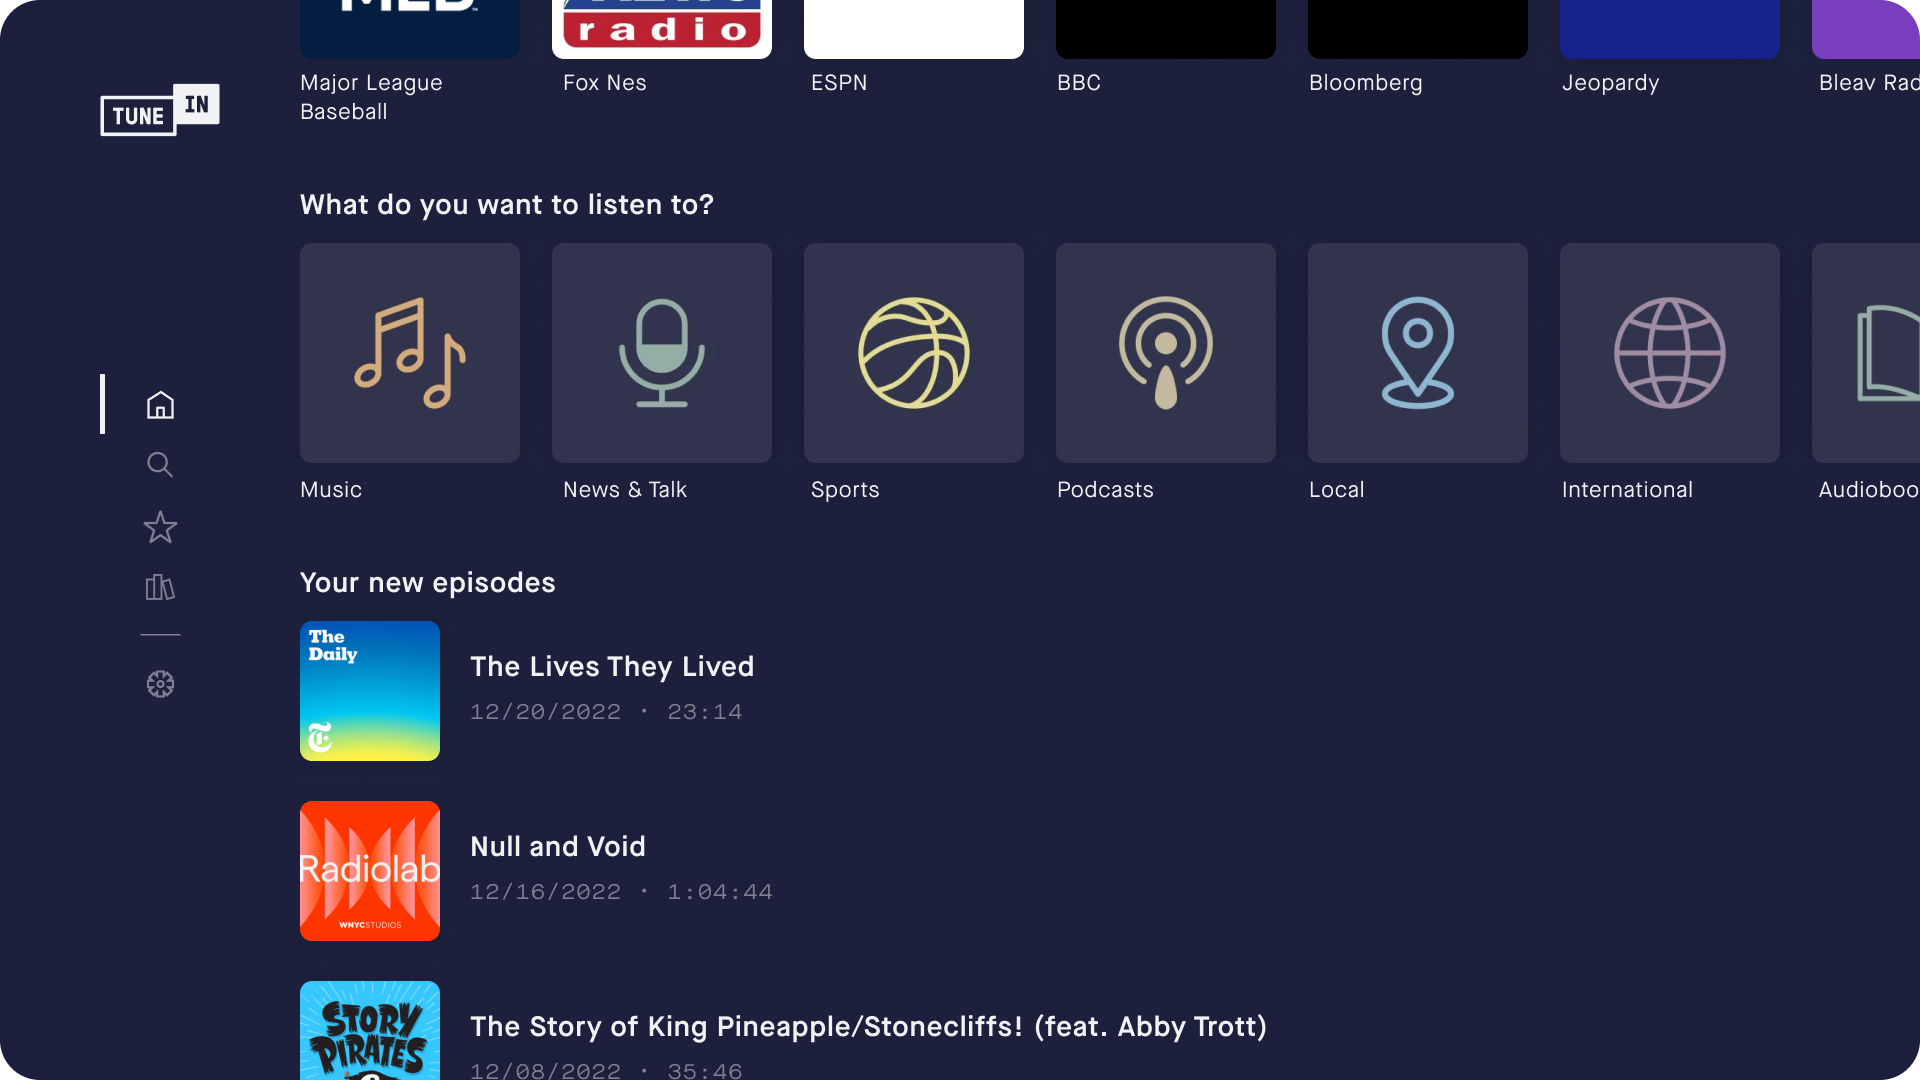 MLB
NEWS
radio
Major League
Baseball
Fox Nes
ESPN
BBC
Bloomberg
Jeopardy
Bleav Rad
TUNE IN
What do you want to listen to?
Music
News & Talk
Sports
Podcasts
Local
International
Audioboo
Your new episodes
The
Daily
The Lives They Lived
12/20/2022 • 23:14
Radiolab
WNYCSTUDIOS
Null and Void
12/16/2022 • 1:04:44
STORY
PIRATES
The Story of King Pineapple/Stonecliffs! (feat. Abby Trott)
12/08/2022 • 35:46